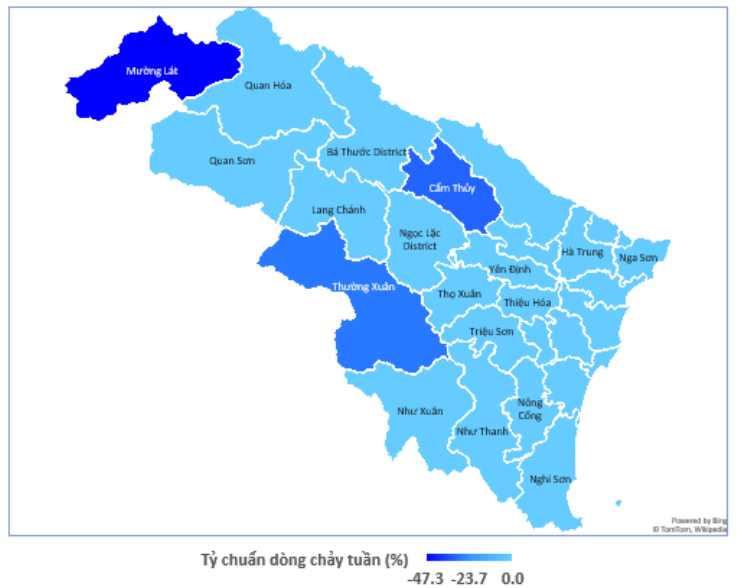 Mường Lát
Quan Hóa
Bá Thước District
Quan Sơn
Cẩm Thủy
Lang Chánh
Ngọc Lặc
District
Hà Trung
Nga Sơn
Yên Định
Thường Xuân
Thọ Xuân
Thiệu Hóa
Triệu Sơn
Như Xuân
Nông
Cống
Như Thanh
Nghi Sơn
Powered by Bing
© TomTom, Wikipedia
Tỷ chuẩn dòng chảy tuần (%)
-47.3 -23.7 0.0